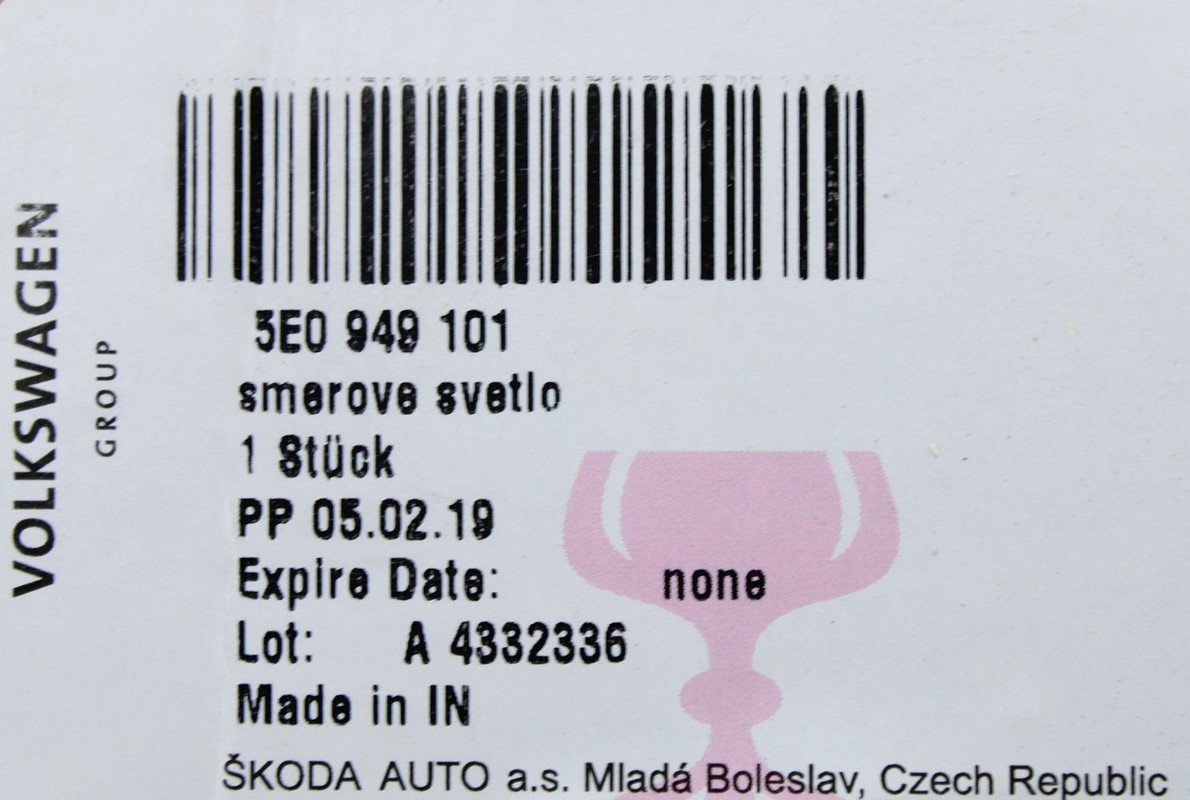 VOLKSWAGEN
GROUP
5E0 949 101
smerove svetlo
1 Stück
PP 05.02.19
Expire Date: none
Lot: A 4332336
Made in IN
ŠKODA AUTO a.s. Mladá Boleslav, Czech Republic